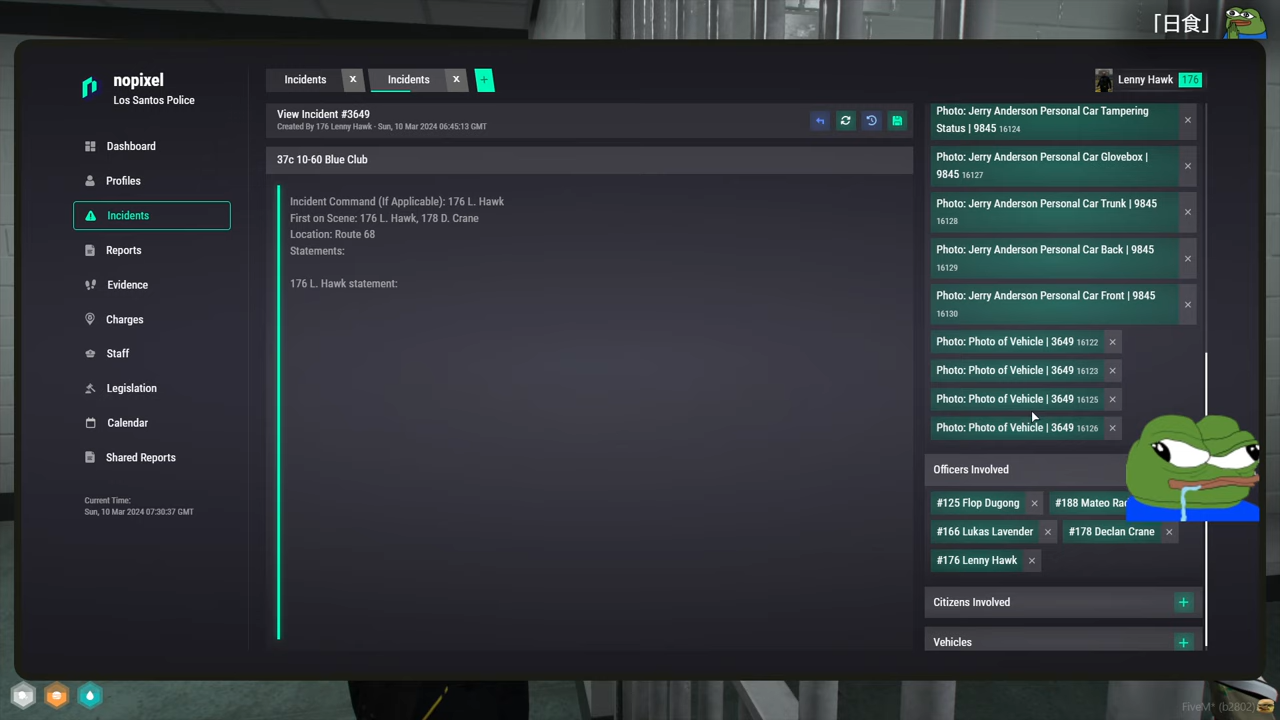 「日食」
nopixel
Los Santos Police
Dashboard
Profiles
Incidents
Reports
Evidence
Charges
Staff
Legislation
Calendar
Shared Reports
Current Time:
Sun, 10 Mar 2024 07:30:37 GMT
Incidents x Incidents x +
Lenny Hawk 176
View Incident #3649
Created By 176 Lenny Hawk - Sun, 10 Mar 2024 06:45:13 GMT
37c 10-60 Blue Club
Incident Command (If Applicable): 176 L. Hawk
First on Scene: 176 L. Hawk, 178 D. Crane
Location: Route 68
Statements:
176 L. Hawk statement:
Photo: Jerry Anderson Personal Car Tampering
Status | 9845 16124
Photo: Jerry Anderson Personal Car Glovebox |
9845 16127
Photo: Jerry Anderson Personal Car Trunk | 9845
16128
Photo: Jerry Anderson Personal Car Back | 9845
16129
Photo: Jerry Anderson Personal Car Front | 9845
16130
Photo: Photo of Vehicle | 3649 16122
Photo: Photo of Vehicle | 3649 16123
Photo: Photo of Vehicle | 3649 16125
Photo: Photo of Vehicle | 3649 16126
Officers Involved
#125 Flop Dugong #188 Mateo
#166 Lukas Lavender #178 Declan Crane
#176 Lenny Hawk
Citizens Involved
Vehicles
FiveM* (b2802)